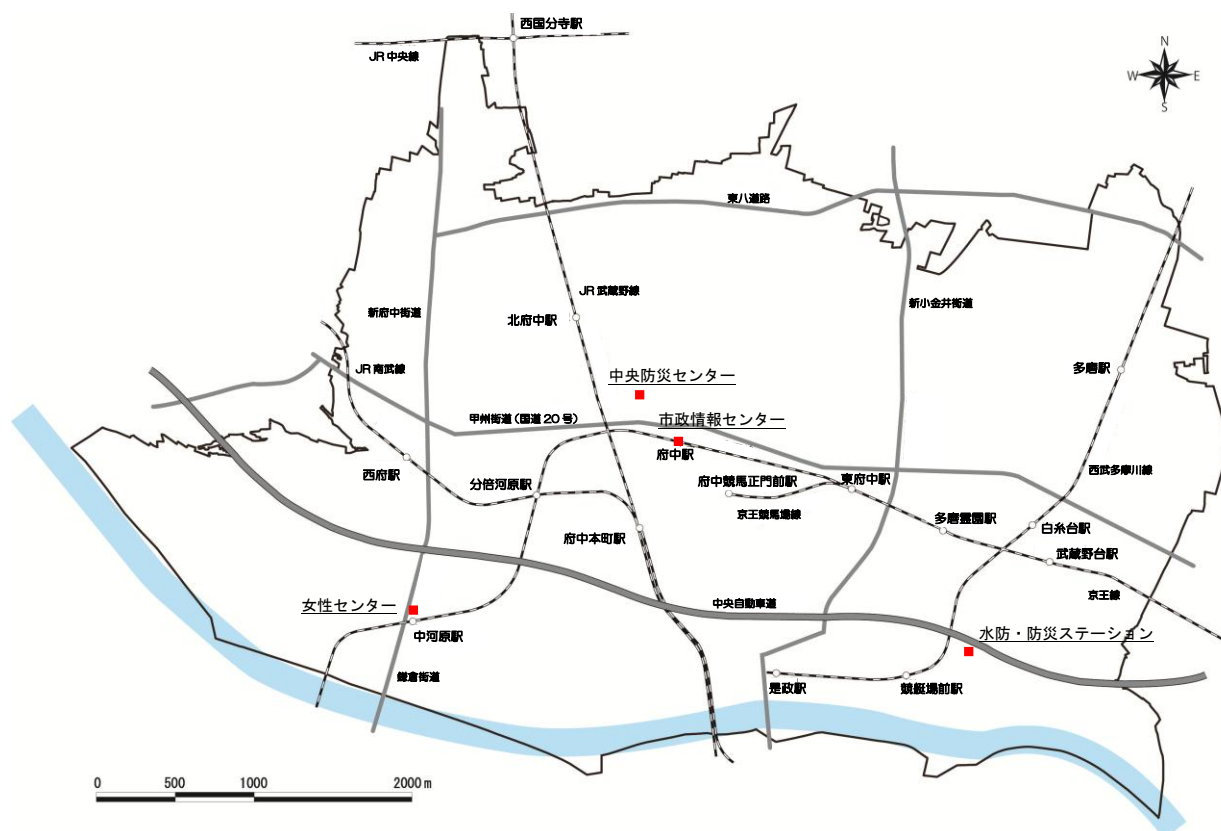 西国分寺駅
JR中央線
N
W
E
S
東八道路
JR武蔵野線
新府中街道
北府中駅
新小金井街道
JR南武線
多磨駅
中央防災センター
甲州街道（国道20号）
市政情報センター
府中駅
西府駅
分倍河原駅
府中競馬正門前駅
東府中駅
西武多摩川線
京王競馬場線
多磨霊園駅
白糸台駅
府中本町駅
武蔵野台駅
京王線
女性センター
中央自動車道
中河原駅
水防・防災ステーション
鎌倉街道
是政駅
競艇場前駅
0 500 1000 2000m